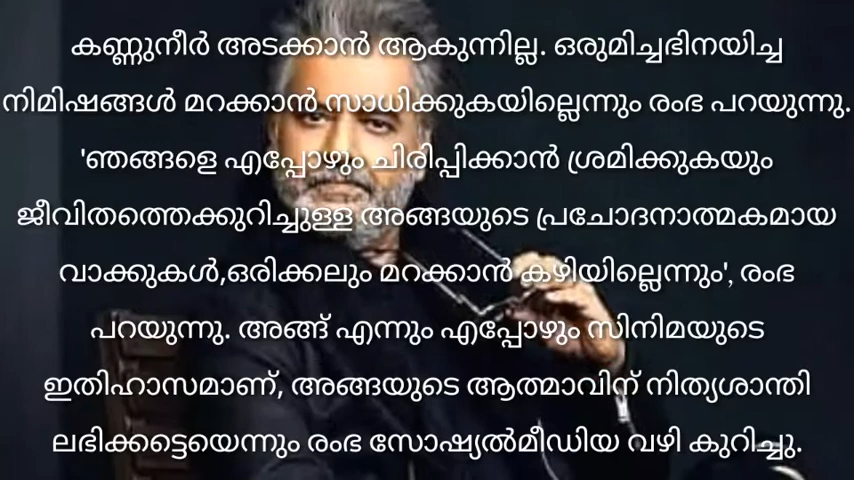 കണ്ണുനീർ അടക്കാൻ ആകുന്നില്ല. ഒരുമിച്ചഭിനയിച്ച
നിമിഷങ്ങൾ മറക്കാൻ സാധിക്കുകയില്ലെന്നും രംഭ പറയുന്നു.
'ഞങ്ങളെ എപ്പോഴും ചിരിപ്പിക്കാൻ ശ്രമിക്കുകയും
ജീവിതത്തെക്കുറിച്ചുള്ള അങ്ങയുടെ പ്രചോദനാത്മകമായ
വാക്കുകൾ,ഒരിക്കലും മറക്കാൻ കഴിയില്ലെന്നും', രംഭ
പറയുന്നു. അങ്ങ് എന്നും എപ്പോഴും സിനിമയുടെ
ഇതിഹാസമാണ്, അങ്ങയുടെ ആത്മാവിന് നിത്യശാന്തി
ലഭിക്കട്ടെയെന്നും രംഭ സോഷ്യൽമീഡിയ വഴി കുറിച്ചു.